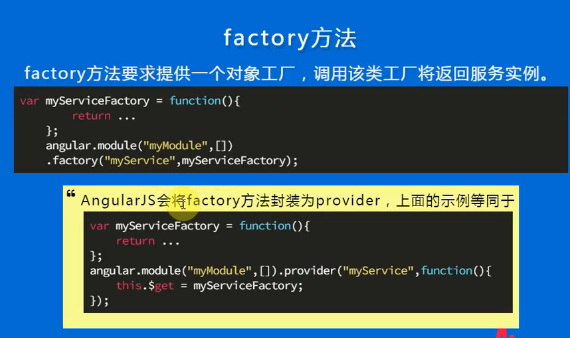 factory方法
factory方法要求提供一个对象工厂，调用该类工厂将返回服务实例。
var myServiceFactory = function(){
return ...
};
angular.module("myModule",[])
.factory("myService",myServiceFactory);
❝ AngularJS会将factory方法封装为provider，上面的示例等同于
var myServiceFactory = function(){
return ...
};
angular.module("myModule",[]).provider("myService",function(){
this.$get = myServiceFactory;
});